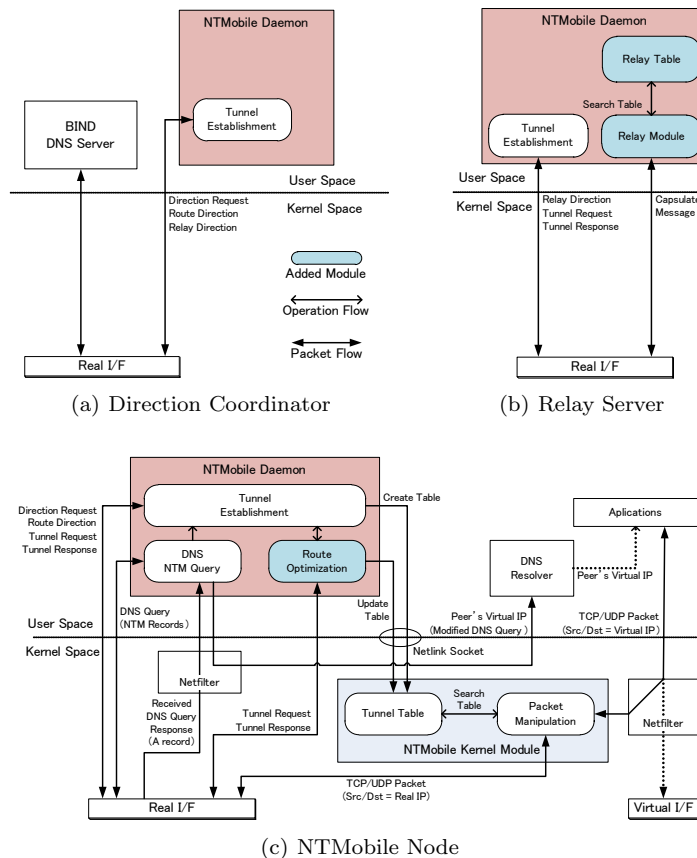 NTMobile Daemon
BIND
DNS Server
Tunnel
Establishment
User Space
Kernel Space
Direction Request
Route Direction
Relay Direction
Added Module
Operation Flow
Packet Flow
Real I/F
(a) Direction Coordinator
NTMobile Daemon
Relay Table
Search Table
Tunnel
Establishment
Relay Module
User Space
Kernel Space
Relay Direction
Tunnel Request
Tunnel Response
Capsulate
Message
Real I/F
(b) Relay Server
NTMobile Daemon
Tunnel
Establishment
Create Table
Direction Request
Route Direction
Tunnel Request
Tunnel Response
DNS
NTM Query
Route
Optimization
Aplications
DNS
Resolver
Peer's Virtual IP
DNS Query
(NTM Records)
Update
Table
Peer's Virtual IP
(Modified DNS Query )
TCP/UDP Packet
(Src/Dst = Virtual IP)
User Space
Kernel Space
Netlink Socket
Netfilter
Received
DNS Query
Response
(A record)
Tunnel Request
Tunnel Response
Tunnel Table
Search
Table
Packet
Manipulation
NTMobile Kernel Module
Netfilter
TCP/UDP Packet
(Src/Dst = Real IP)
Real I/F
Virtual I/F
(c) NTMobile Node